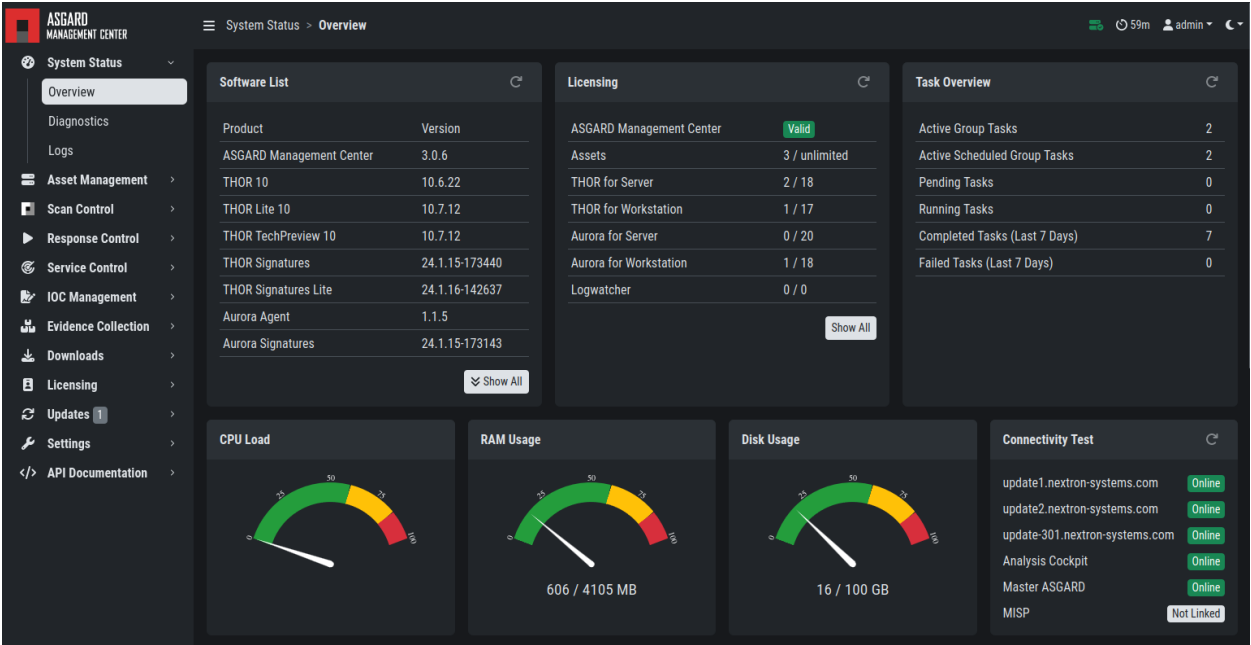 ASGARD
MANAGEMENT CENTER
System Status > Overview
59m
admin
System Status
Overview
Diagnostics
Logs
Asset Management
Scan Control
Response Control
Service Control
IOC Management
Evidence Collection
Downloads
Licensing
Updates 1
Settings
API Documentation
Software List
Product Version
ASGARD Management Center 3.0.6
THOR 10 10.6.22
THOR Lite 10 10.7.12
THOR TechPreview 10 10.7.12
THOR Signatures 24.1.15-173440
THOR Signatures Lite 24.1.16-142637
Aurora Agent 1.1.5
Aurora Signatures 24.1.15-173143
Show All
Licensing
ASGARD Management Center Valid
Assets 3 / unlimited
THOR for Server 2 / 18
THOR for Workstation 1 / 17
Aurora for Server 0 / 20
Aurora for Workstation 1 / 18
Logwatcher 0 / 0
Show All
Task Overview
Active Group Tasks 2
Active Scheduled Group Tasks 2
Pending Tasks 0
Running Tasks 0
Completed Tasks (Last 7 Days) 7
Failed Tasks (Last 7 Days) 0
CPU Load
0 25 50 75 100
RAM Usage
0 25 50 75 100
606 / 4105 MB
Disk Usage
0 25 50 75 100
16 / 100 GB
Connectivity Test
update1.nextron-systems.com Online
update2.nextron-systems.com Online
update-301.nextron-systems.com Online
Analysis Cockpit Online
Master ASGARD Online
MISP Not Linked